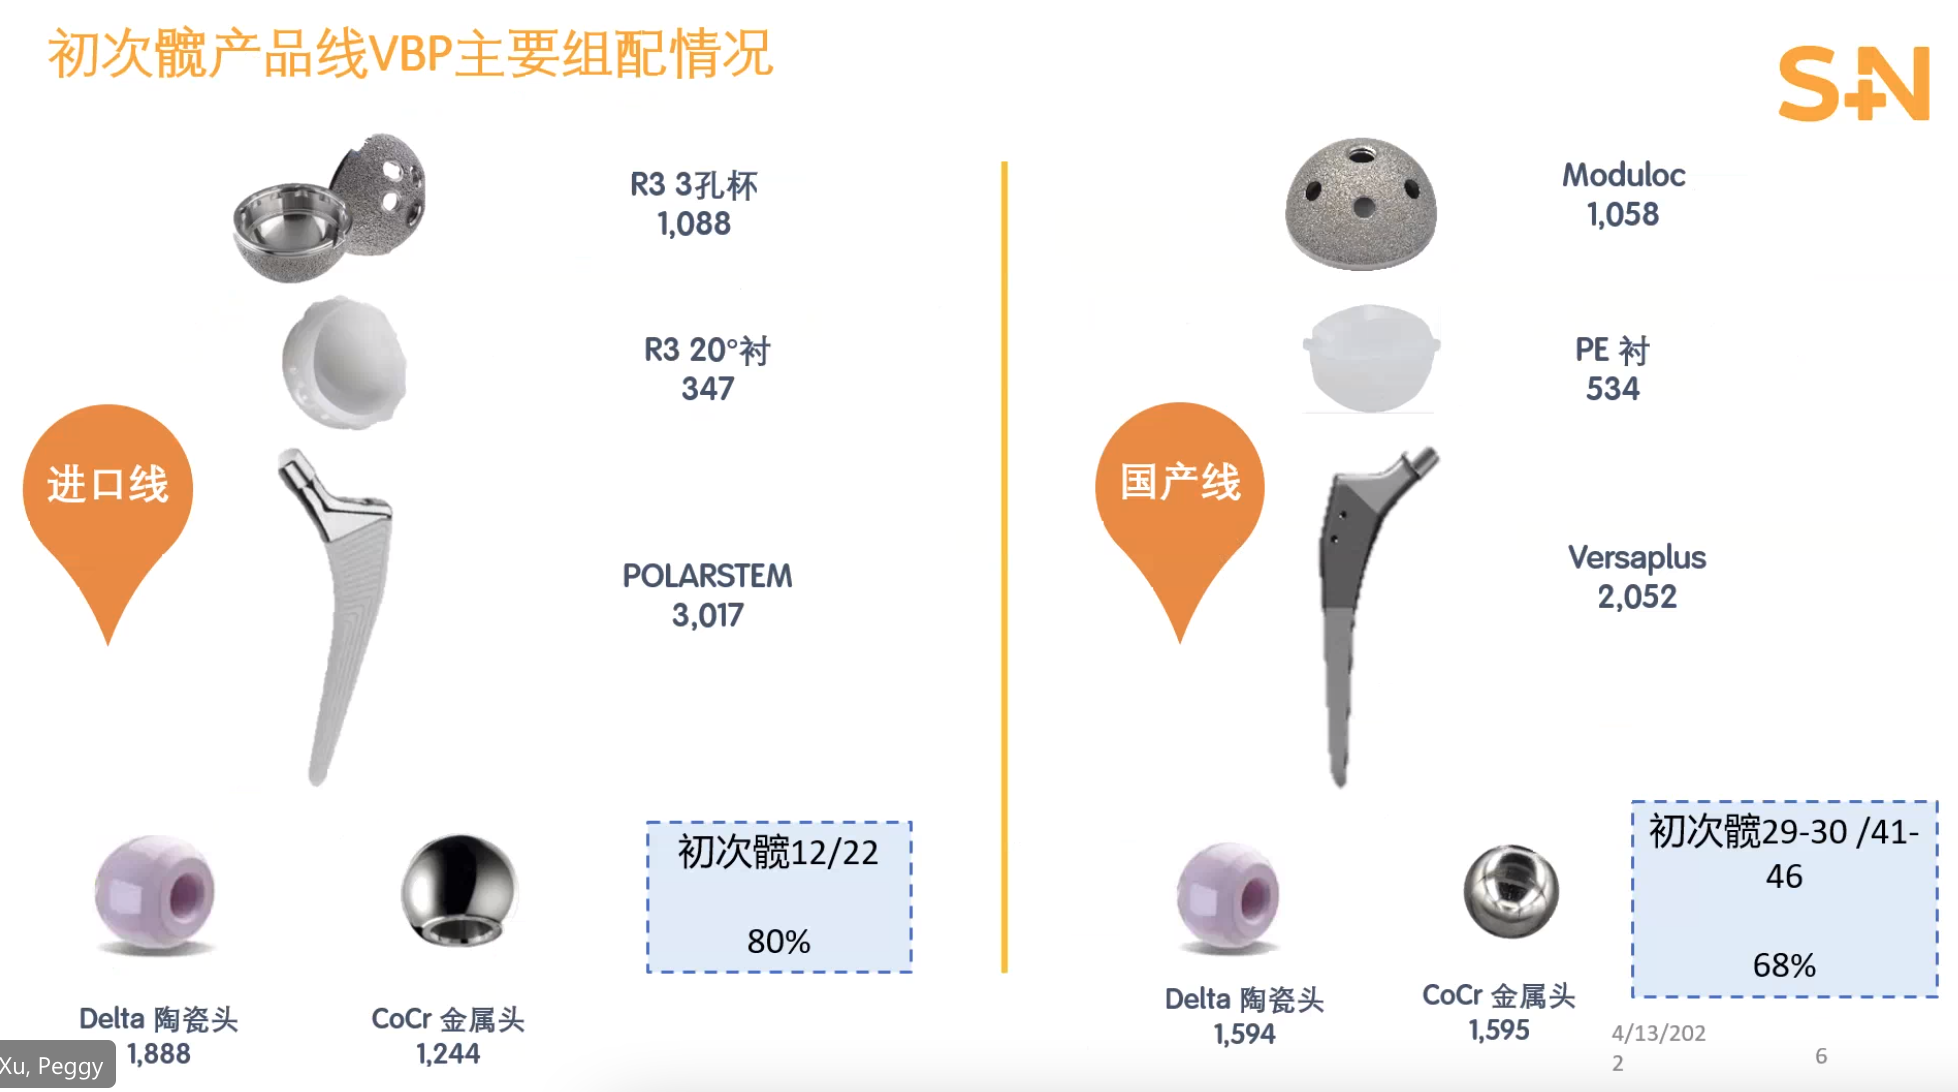 初次髋产品线VBP主要组配情况
S+N
R3 3孔杯
1,088
R3 20°衬
347
进口线
POLARSTEM
3,017
初次髋12/22
80%
Delta 陶瓷头
1,888
CoCr 金属头
1,244
Moduloc
1,058
PE 衬
534
国产线
Versaplus
2,052
初次髋29-30 /41-
46
68%
Delta 陶瓷头
1,594
CoCr 金属头
1,595
4/13/202
2
6
Xu, Peggy